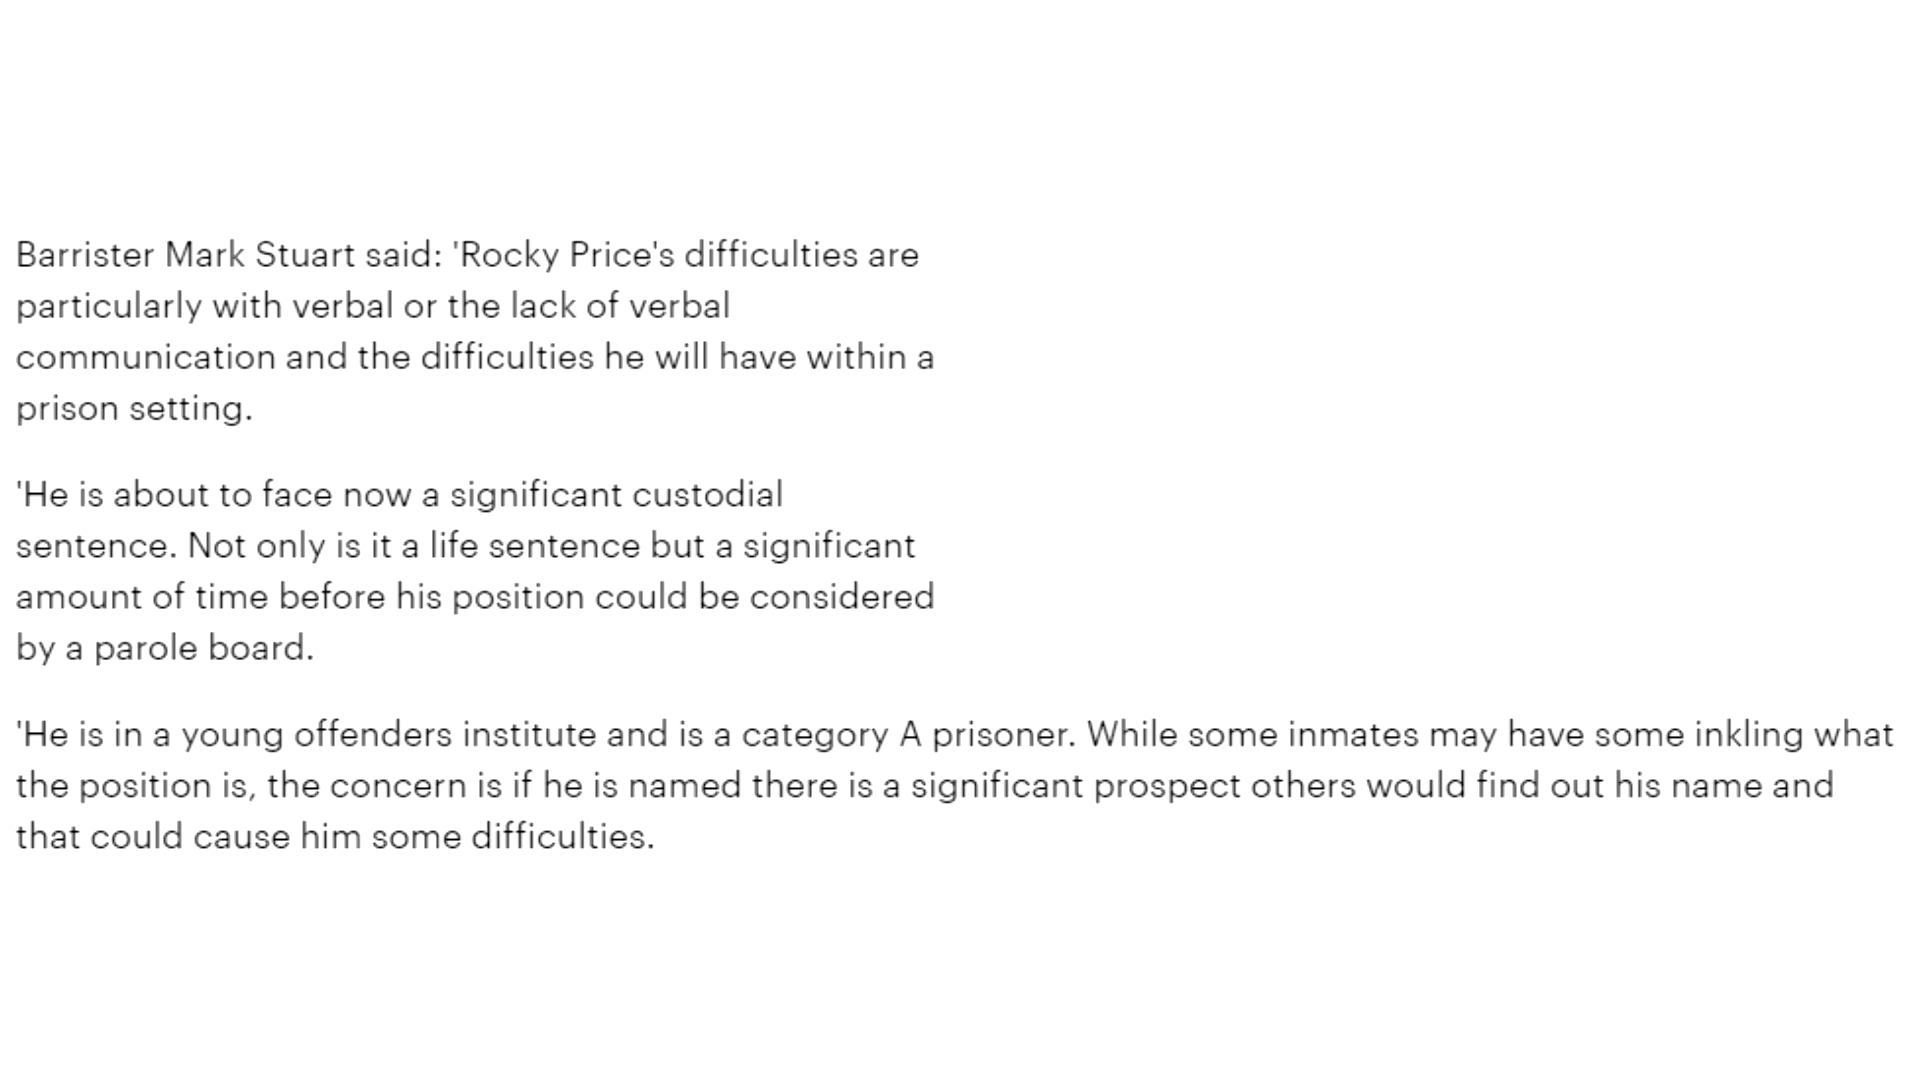 Barrister Mark Stuart said: 'Rocky Price's difficulties are
particularly with verbal or the lack of verbal
communication and the difficulties he will have within a
prison setting.
'He is about to face now a significant custodial
sentence. Not only is it a life sentence but a significant
amount of time before his position could be considered
by a parole board.
'He is in a young offenders institute and is a category A prisoner. While some inmates may have some inkling what
the position is, the concern is if he is named there is a significant prospect others would find out his name and
that could cause him some difficulties.